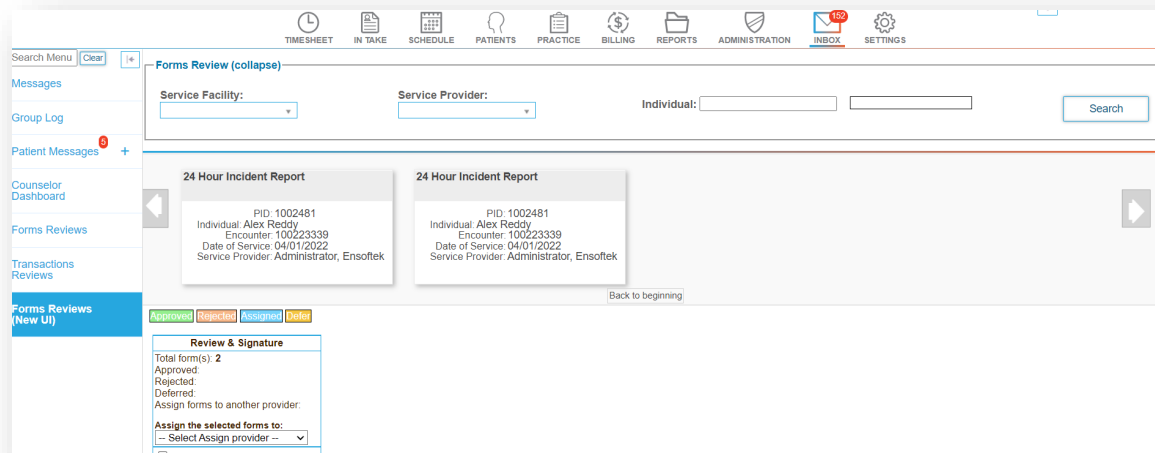 152
TIMESHEET IN TAKE SCHEDULE PATIENTS PRACTICE BILLING REPORTS ADMINISTRATION INBOX SETTINGS
Search Menu Clear
Messages
Group Log
Patient Messages 5 +
Counselor
Dashboard
Forms Reviews
Transactions
Reviews
Forms Reviews
(New UI)
Forms Review (collapse)
Service Facility: Service Provider: Individual: Search
24 Hour Incident Report
PID: 1002481
Individual: Alex Reddy
Encounter: 100223339
Date of Service: 04/01/2022
Service Provider: Administrator, Ensoftek
24 Hour Incident Report
PID: 1002481
Individual: Alex Reddy
Encounter: 100223339
Date of Service: 04/01/2022
Service Provider: Administrator, Ensoftek
Back to beginning
Approved Rejected Assigned Defer
Review & Signature
Total form(s): 2
Approved:
Rejected:
Deferred:
Assign forms to another provider:
Assign the selected forms to:
-- Select Assign provider --